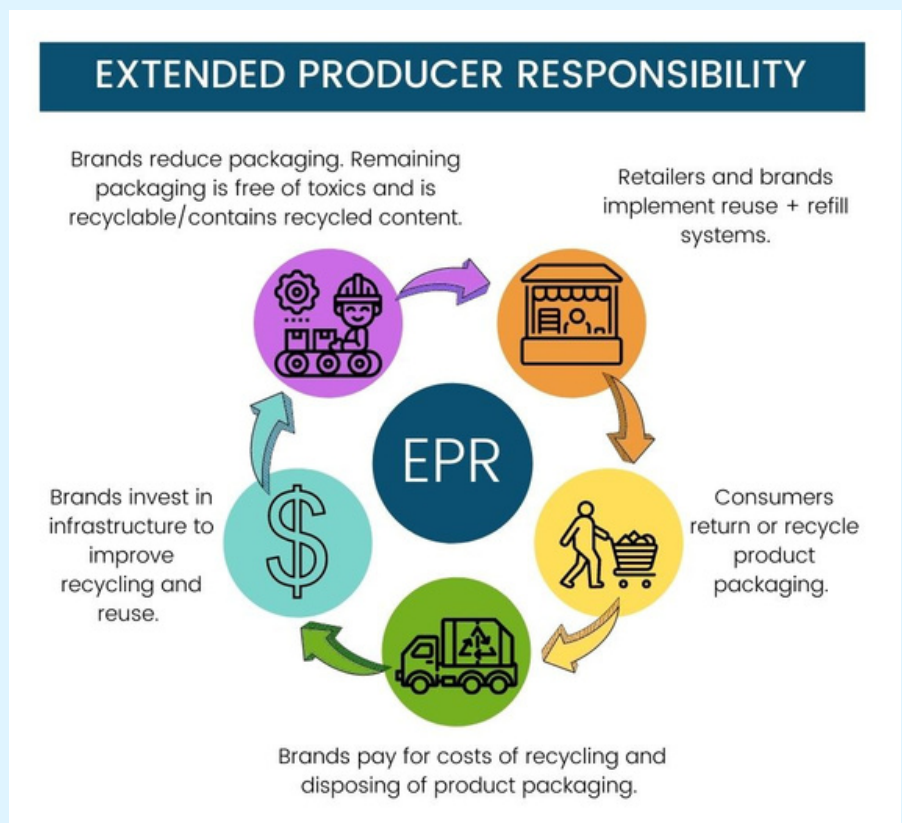 EXTENDED PRODUCER RESPONSIBILITY
Brands reduce packaging. Remaining
packaging is free of toxics and is
recyclable/contains recycled content.
Retailers and brands
implement reuse + refill
systems.
EPR
Brands invest in
infrastructure to
improve
recycling and
reuse.
Consumers
return or recycle
product
packaging.
Brands pay for costs of recycling and
disposing of product packaging.